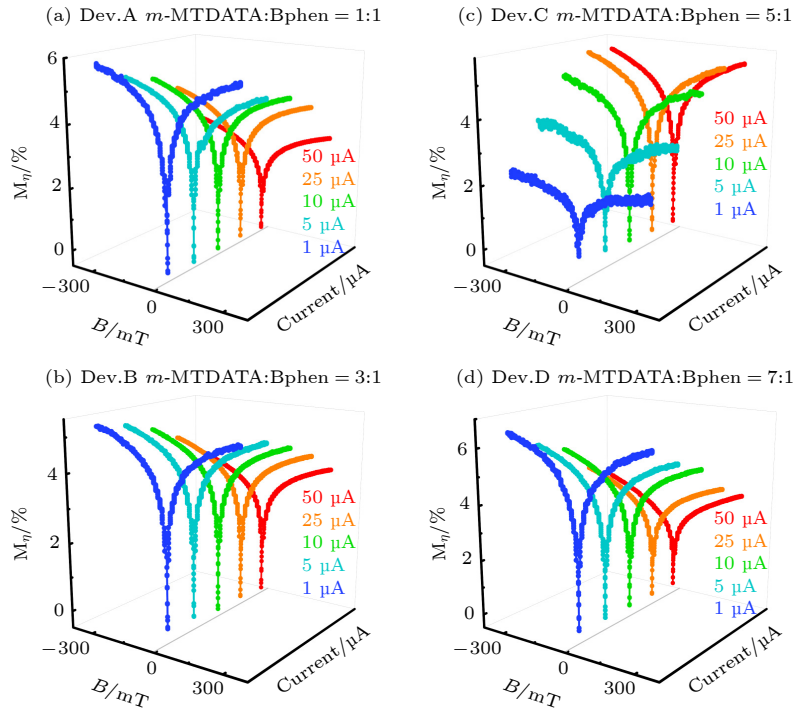 (a) Dev.A m-MTDATA:Bphen = 1:1
6
4
2
0
Mη/%
50 µA
25 µA
10 µA
5 µA
1 µA
−300
0
300
B/mT
Current/µA
(c) Dev.C m-MTDATA:Bphen = 5:1
6
4
2
0
Mη/%
50 µA
25 µA
10 µA
5 µA
1 µA
−300
0
300
B/mT
Current/µA
(b) Dev.B m-MTDATA:Bphen = 3:1
4
2
0
Mη/%
50 µA
25 µA
10 µA
5 µA
1 µA
−300
0
300
B/mT
Current/µA
(d) Dev.D m-MTDATA:Bphen = 7:1
6
4
2
0
Mη/%
50 µA
25 µA
10 µA
5 µA
1 µA
−300
0
300
B/mT
Current/µA